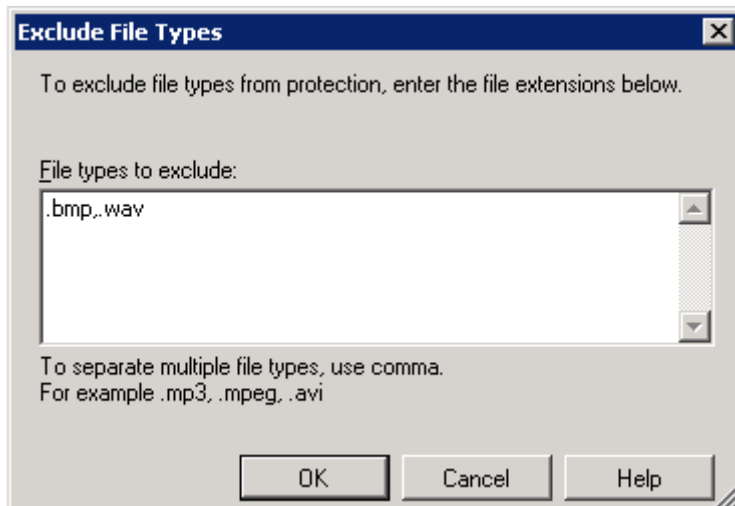 Exclude File Types
To exclude file types from protection, enter the file extensions below.
File types to exclude:
.bmp,.wav
To separate multiple file types, use comma.
For example .mp3, .mpeg, .avi
OK Cancel Help